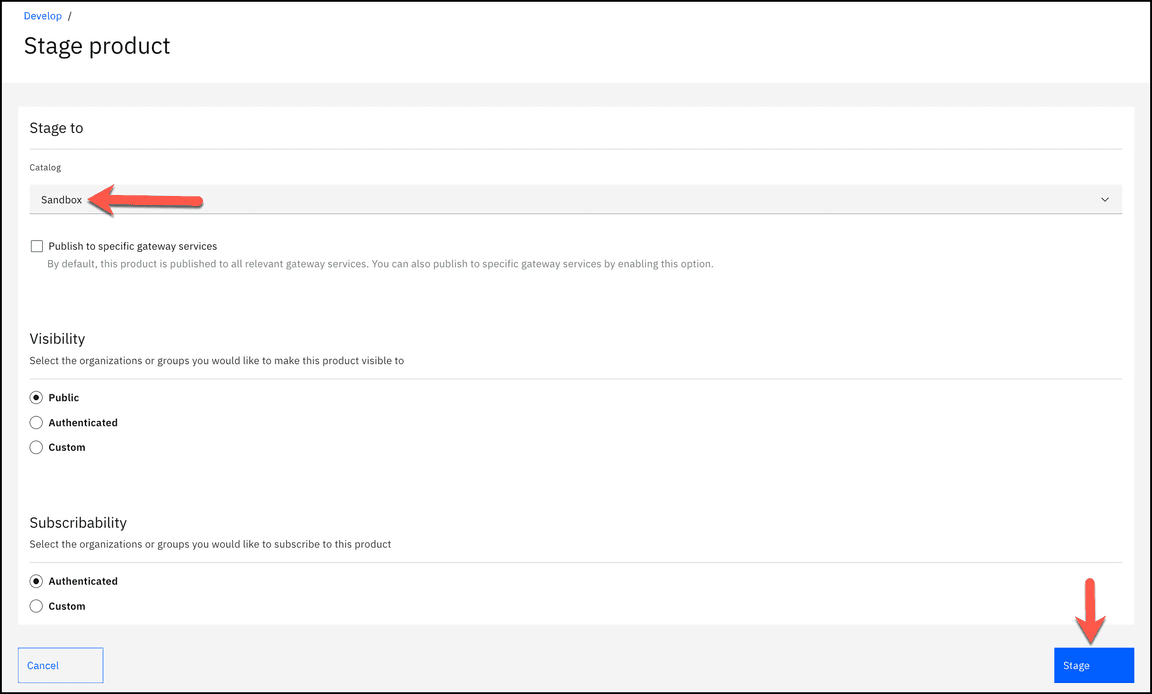 Develop /
Stage product
Stage to
Catalog
Sandbox
Publish to specific gateway services
By default, this product is published to all relevant gateway services. You can also publish to specific gateway services by enabling this option.
Visibility
Select the organizations or groups you would like to make this product visible to
Public
Authenticated
Custom
Subscribability
Select the organizations or groups you would like to subscribe to this product
Authenticated
Custom
Cancel
Stage